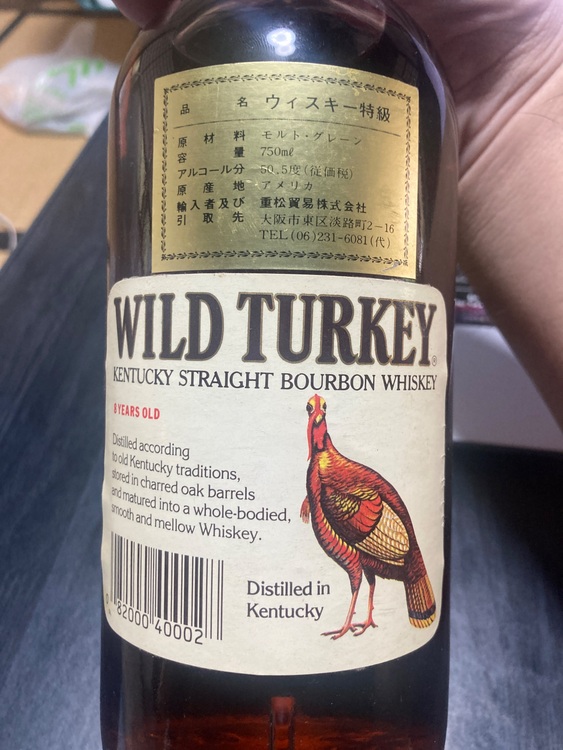 品名 ウィスキー特級
原材料 モルト・グレーン
容量 750mℓ
アルコール分 50.5度(従価税)
原産地 アメリカ
輸入者及び 重松貿易株式会社
引取先 大阪市東区淡路町2-16
TEL(06)231-6081(代)
WILD TURKEY®
KENTUCKY STRAIGHT BOURBON WHISKEY
8 YEARS OLD
Distilled according
to old Kentucky traditions,
stored in charred oak barrels
and matured into a whole-bodied,
smooth and mellow Whiskey.
Distilled in
Kentucky
82000 40002